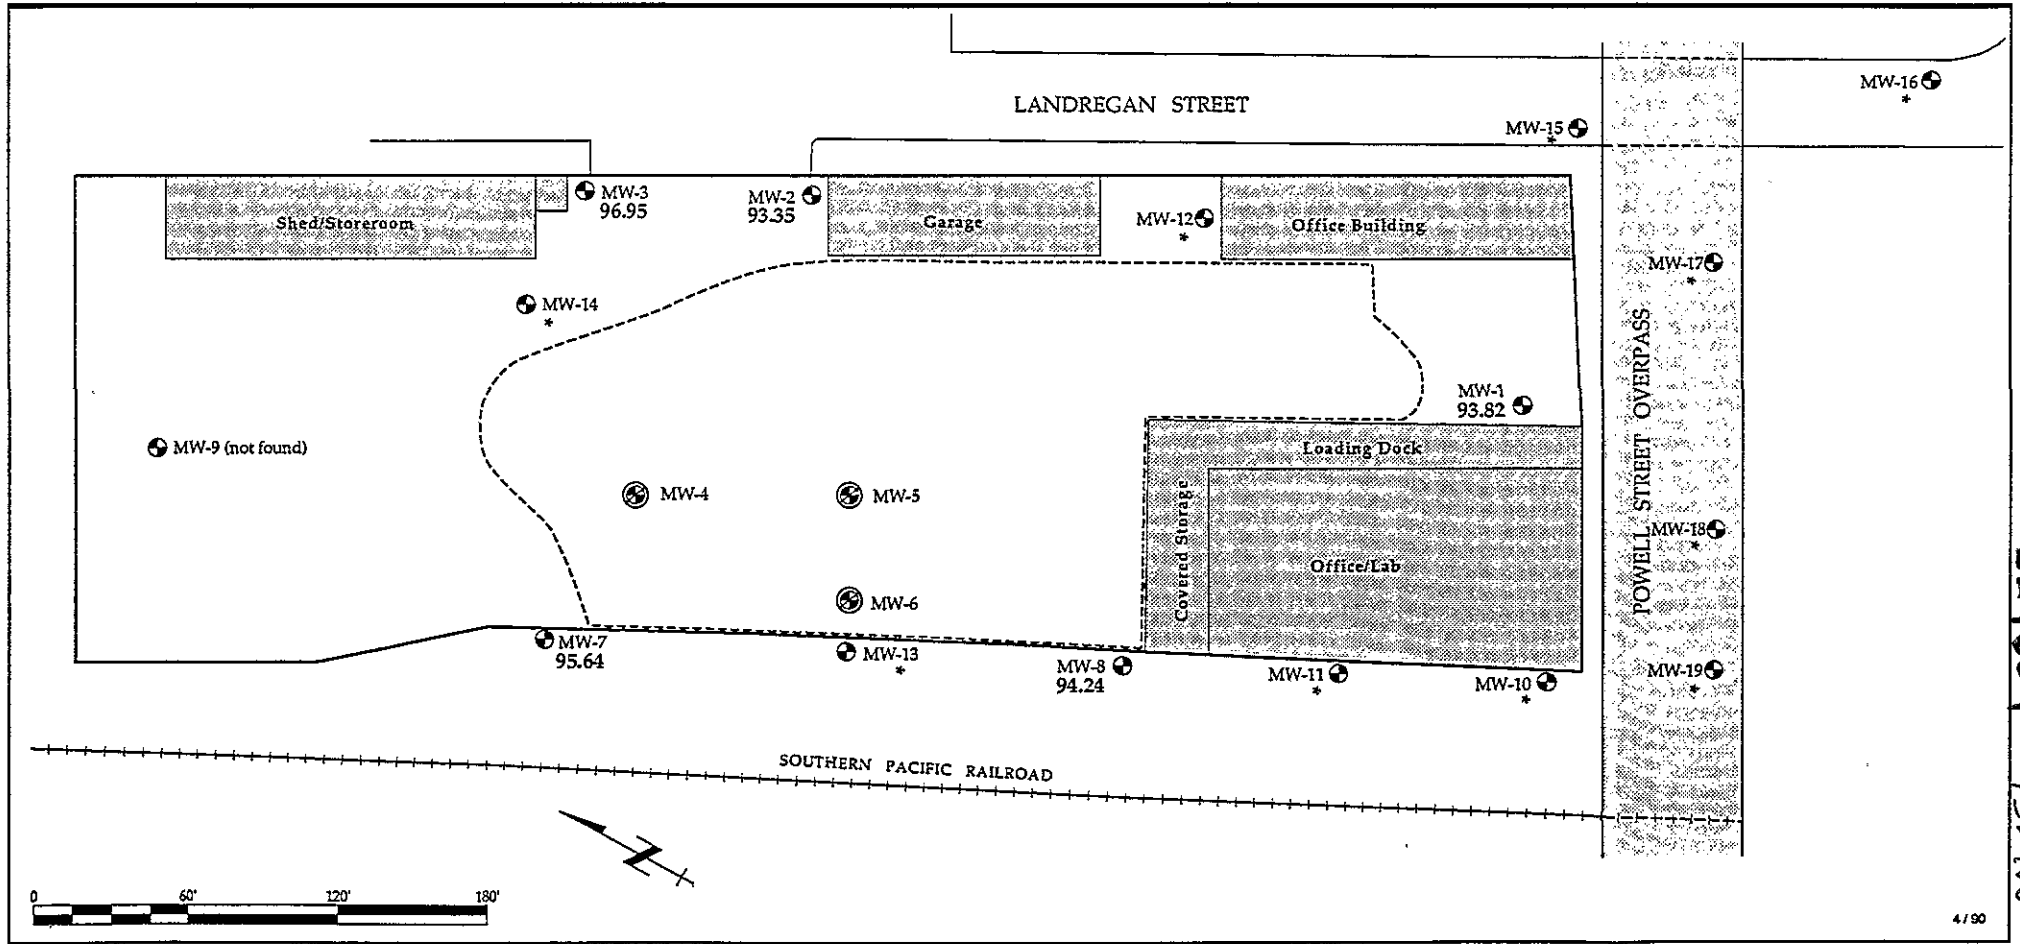 LANDREGAN STREET
MW-16
*
MW-15
*
MW-3
96.95
MW-2
93.35
MW-12
*
Shed/Storeroom
Garage
Office Building
MW-17
*
MW-14
*
MW-1
93.82
POWELL STREET OVERPASS
MW-9 (not found)
Loading Dock
MW-4
MW-5
Covered Storage
MW-18
*
Office/Lab
MW-6
MW-7
95.64
MW-13
*
MW-8
94.24
MW-11
*
MW-10
*
MW-19
*
SOUTHERN PACIFIC RAILROAD
N
0 60' 120' 180'
4/90